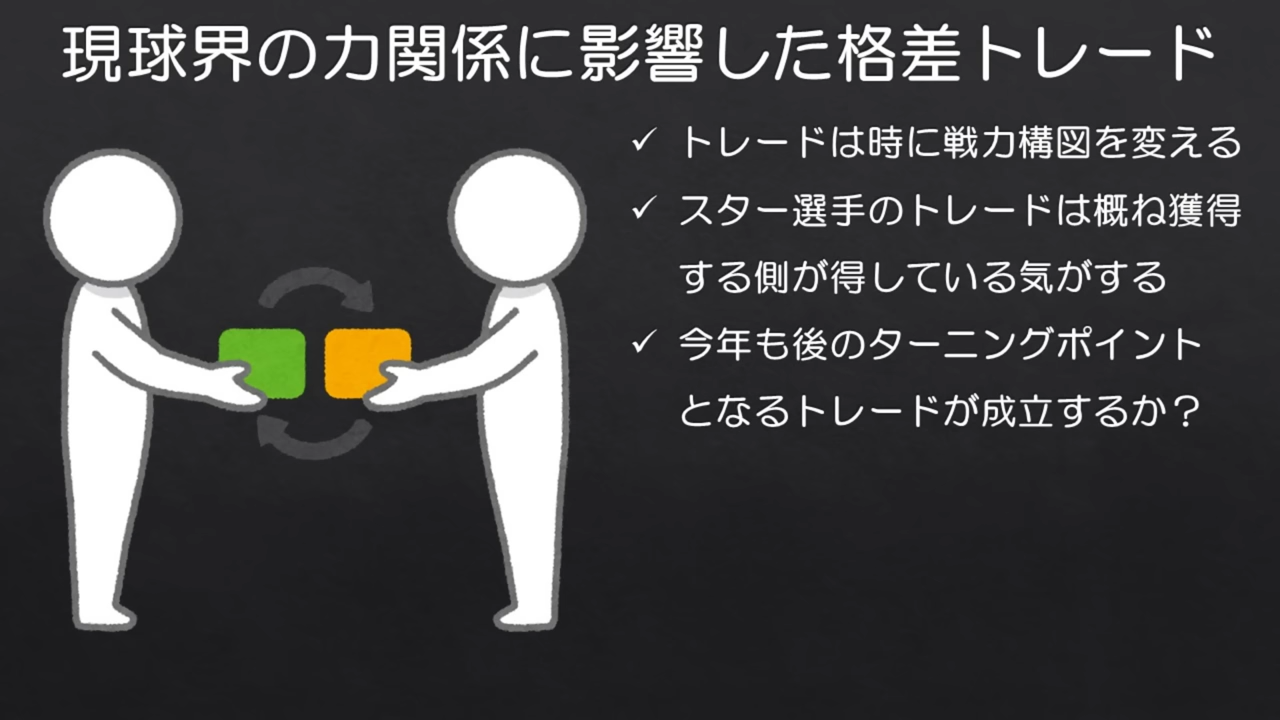 現球界の力関係に影響した格差トレード
✓ トレードは時に戦力構図を変える
✓ スター選手のトレードは概ね獲得
する側が得している気がする
✓ 今年も後のターニングポイント
となるトレードが成立するか？